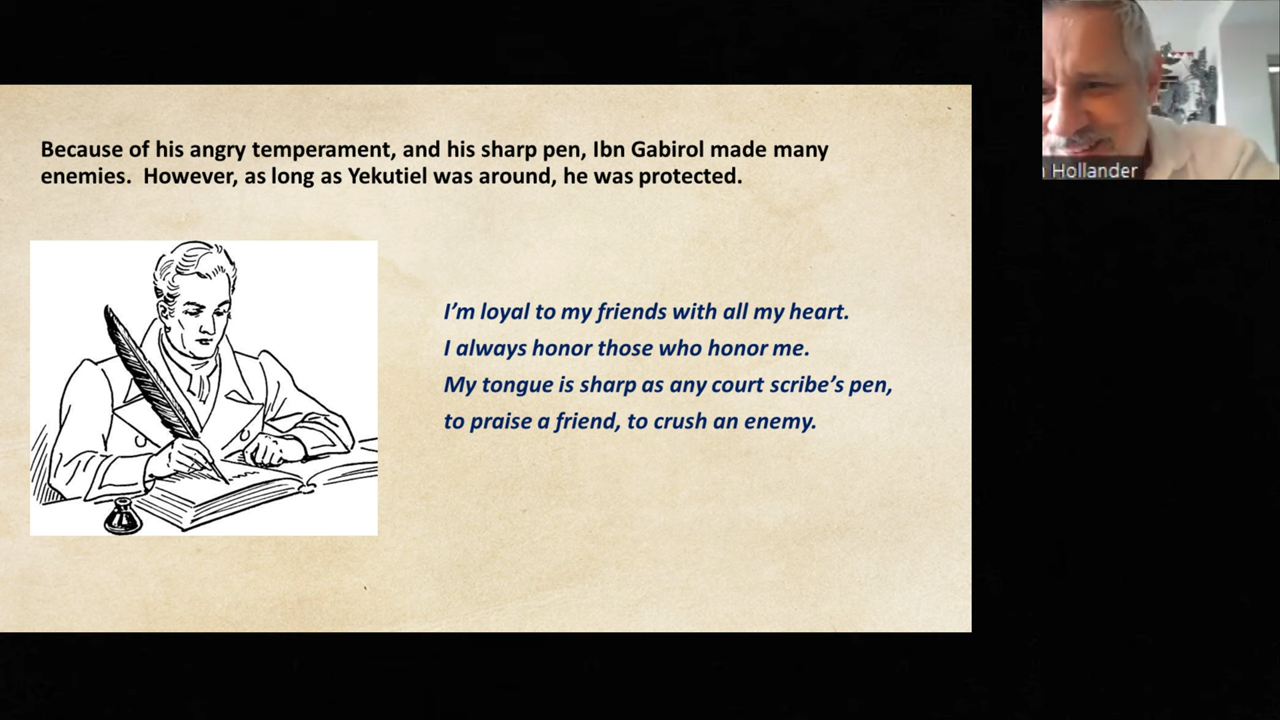 Because of his angry temperament, and his sharp pen, Ibn Gabirol made many
enemies.  However, as long as Yekutiel was around, he was protected.
I’m loyal to my friends with all my heart.
I always honor those who honor me.
My tongue is sharp as any court scribe’s pen,
to praise a friend, to crush an enemy.
Hollander